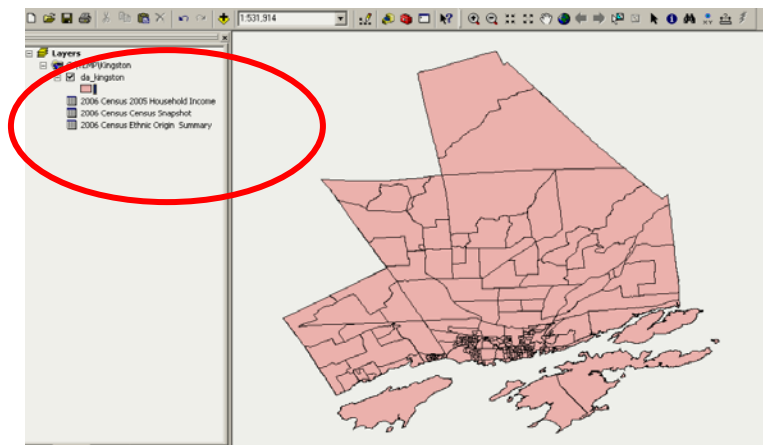 1:531,914
Layers
da_kingston
2006 Census 2005 Household Income
2006 Census Census Snapshot
2006 Census Ethnic Origin Summary